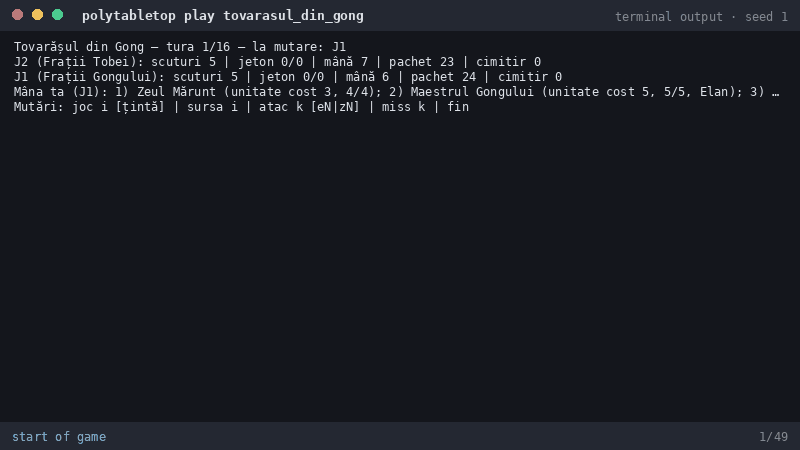 polytabletop play tovarasul_din_gong
terminal output · seed 1
Tovarășul din Gong — tura 1/16 — la mutare: J1
J2 (Frații Tobei): scuturi 5 | jeton 0/0 | mână 7 | pachet 23 | cimitir 0
J1 (Frații Gongului): scuturi 5 | jeton 0/0 | mână 6 | pachet 24 | cimitir 0
Mâna ta (J1): 1) Zeul Mărunt (unitate cost 3, 4/4); 2) Maestrul Gongului (unitate cost 5, 5/5, Elan); 3) …
Mutări: joc i [țintă] | sursa i | atac k [eN|zN] | miss k | fin
start of game
1/49